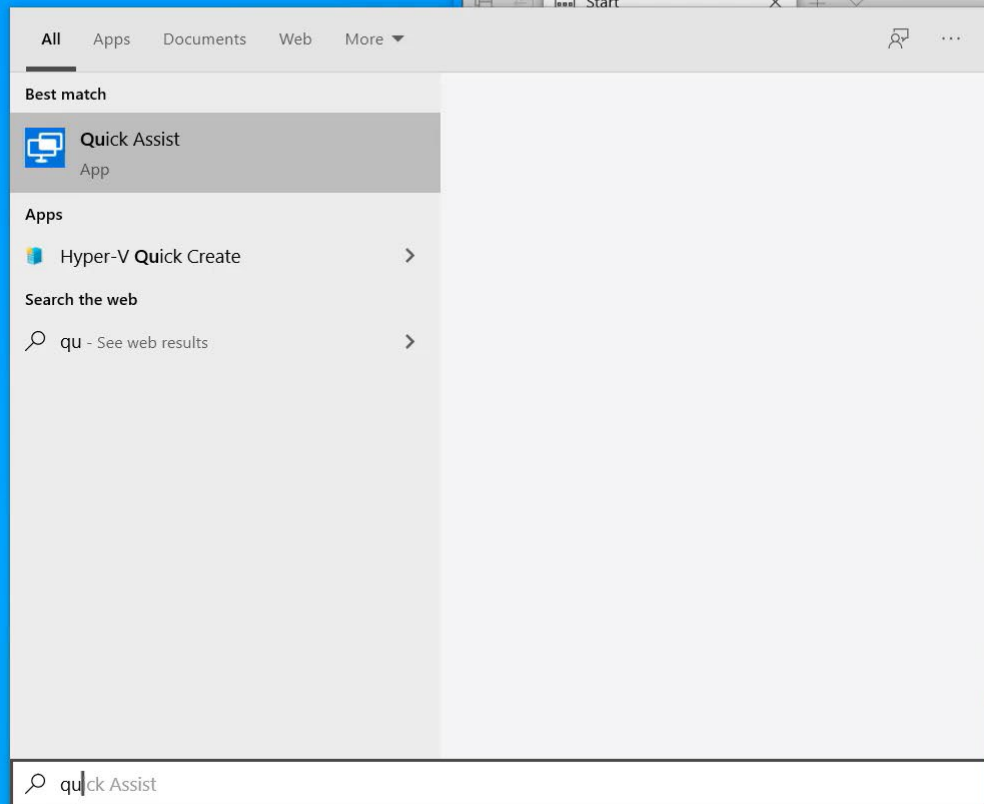 Start
All Apps Documents Web More
Best match
Quick Assist
App
Apps
Hyper-V Quick Create
Search the web
qu - See web results
quick Assist